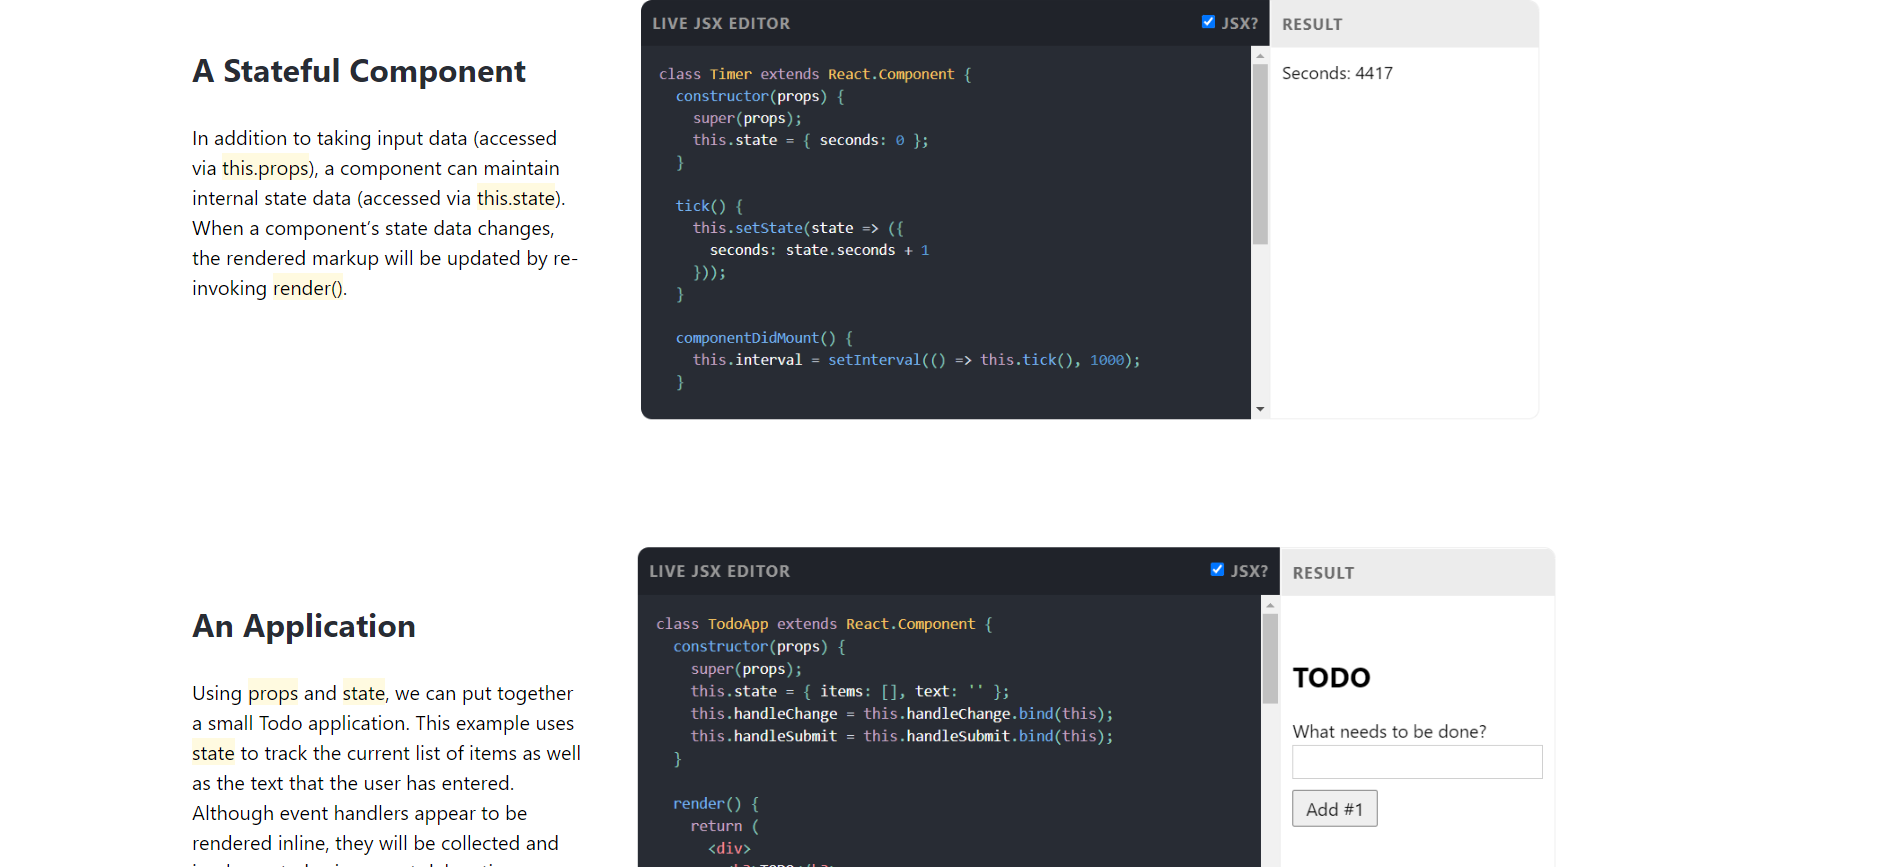 A Stateful Component
In addition to taking input data (accessed
via this.props), a component can maintain
internal state data (accessed via this.state).
When a component’s state data changes,
the rendered markup will be updated by re-
invoking render().
LIVE JSX EDITOR
JSX?
class Timer extends React.Component {
  constructor(props) {
    super(props);
    this.state = { seconds: 0 };
  }

  tick() {
    this.setState(state => ({
      seconds: state.seconds + 1
    }));
  }

  componentDidMount() {
    this.interval = setInterval(() => this.tick(), 1000);
  }
RESULT
Seconds: 4417
An Application
Using props and state, we can put together
a small Todo application. This example uses
state to track the current list of items as well
as the text that the user has entered.
Although event handlers appear to be
rendered inline, they will be collected and
LIVE JSX EDITOR
JSX?
class TodoApp extends React.Component {
  constructor(props) {
    super(props);
    this.state = { items: [], text: '' };
    this.handleChange = this.handleChange.bind(this);
    this.handleSubmit = this.handleSubmit.bind(this);
  }

  render() {
    return (
      <div>
RESULT
TODO
What needs to be done?
Add #1